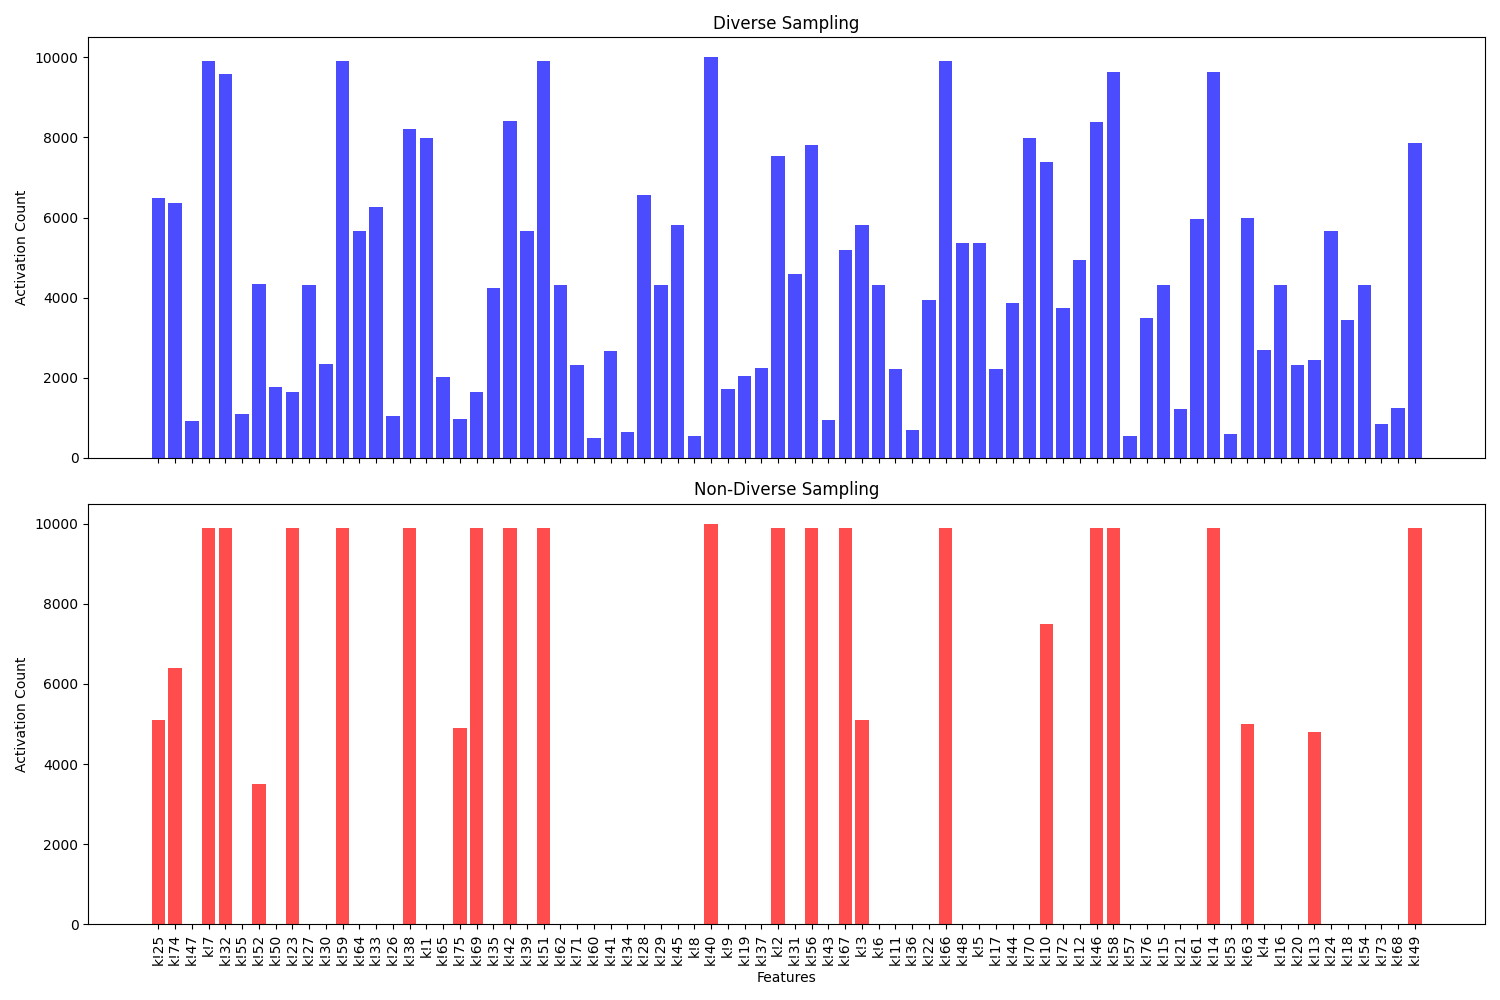 Diverse Sampling
Activation Count
10000
8000
6000
4000
2000
0
Non-Diverse Sampling
Activation Count
10000
8000
6000
4000
2000
0
k!25
k!74
k!47
k!7
k!32
k!55
k!52
k!50
k!23
k!27
k!30
k!59
k!64
k!33
k!26
k!38
k!1
k!65
k!75
k!69
k!35
k!42
k!39
k!51
k!62
k!71
k!60
k!41
k!34
k!28
k!29
k!45
k!8
k!40
k!9
k!19
k!37
k!2
k!31
k!56
k!43
k!67
k!3
k!6
k!11
k!36
k!22
k!66
k!48
k!5
k!17
k!44
k!70
k!10
k!72
k!12
k!46
k!58
k!57
k!76
k!15
k!21
k!61
k!14
k!53
k!63
k!4
k!16
k!20
k!13
k!24
k!18
k!54
k!73
k!68
k!49
Features